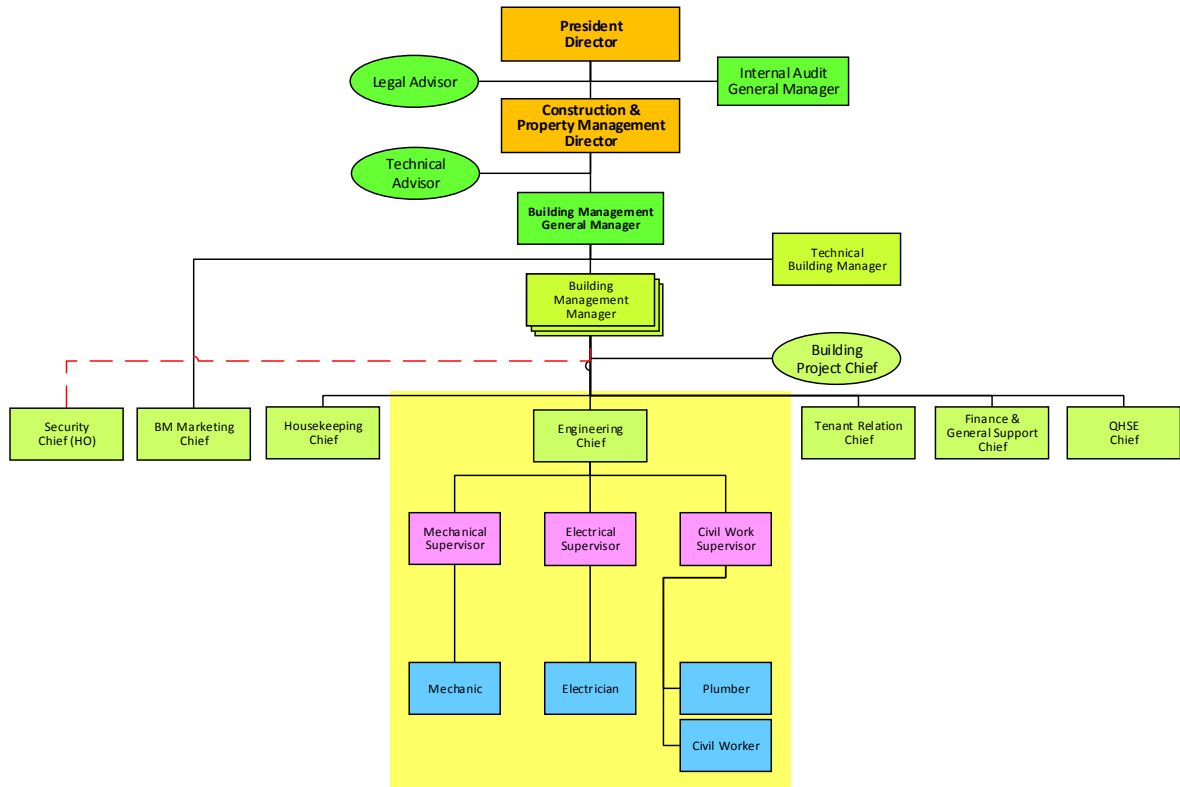 President
Director
Legal Advisor
Internal Audit
General Manager
Construction &
Property Management
Director
Technical
Advisor
Building Management
General Manager
Technical
Building Manager
Building
Management
Manager
Building
Project Chief
Security
Chief (HO)
BM Marketing
Chief
Housekeeping
Chief
Engineering
Chief
Tenant Relation
Chief
Finance &
General Support
Chief
QHSE
Chief
Mechanical
Supervisor
Electrical
Supervisor
Civil Work
Supervisor
Mechanic
Electrician
Plumber
Civil Worker